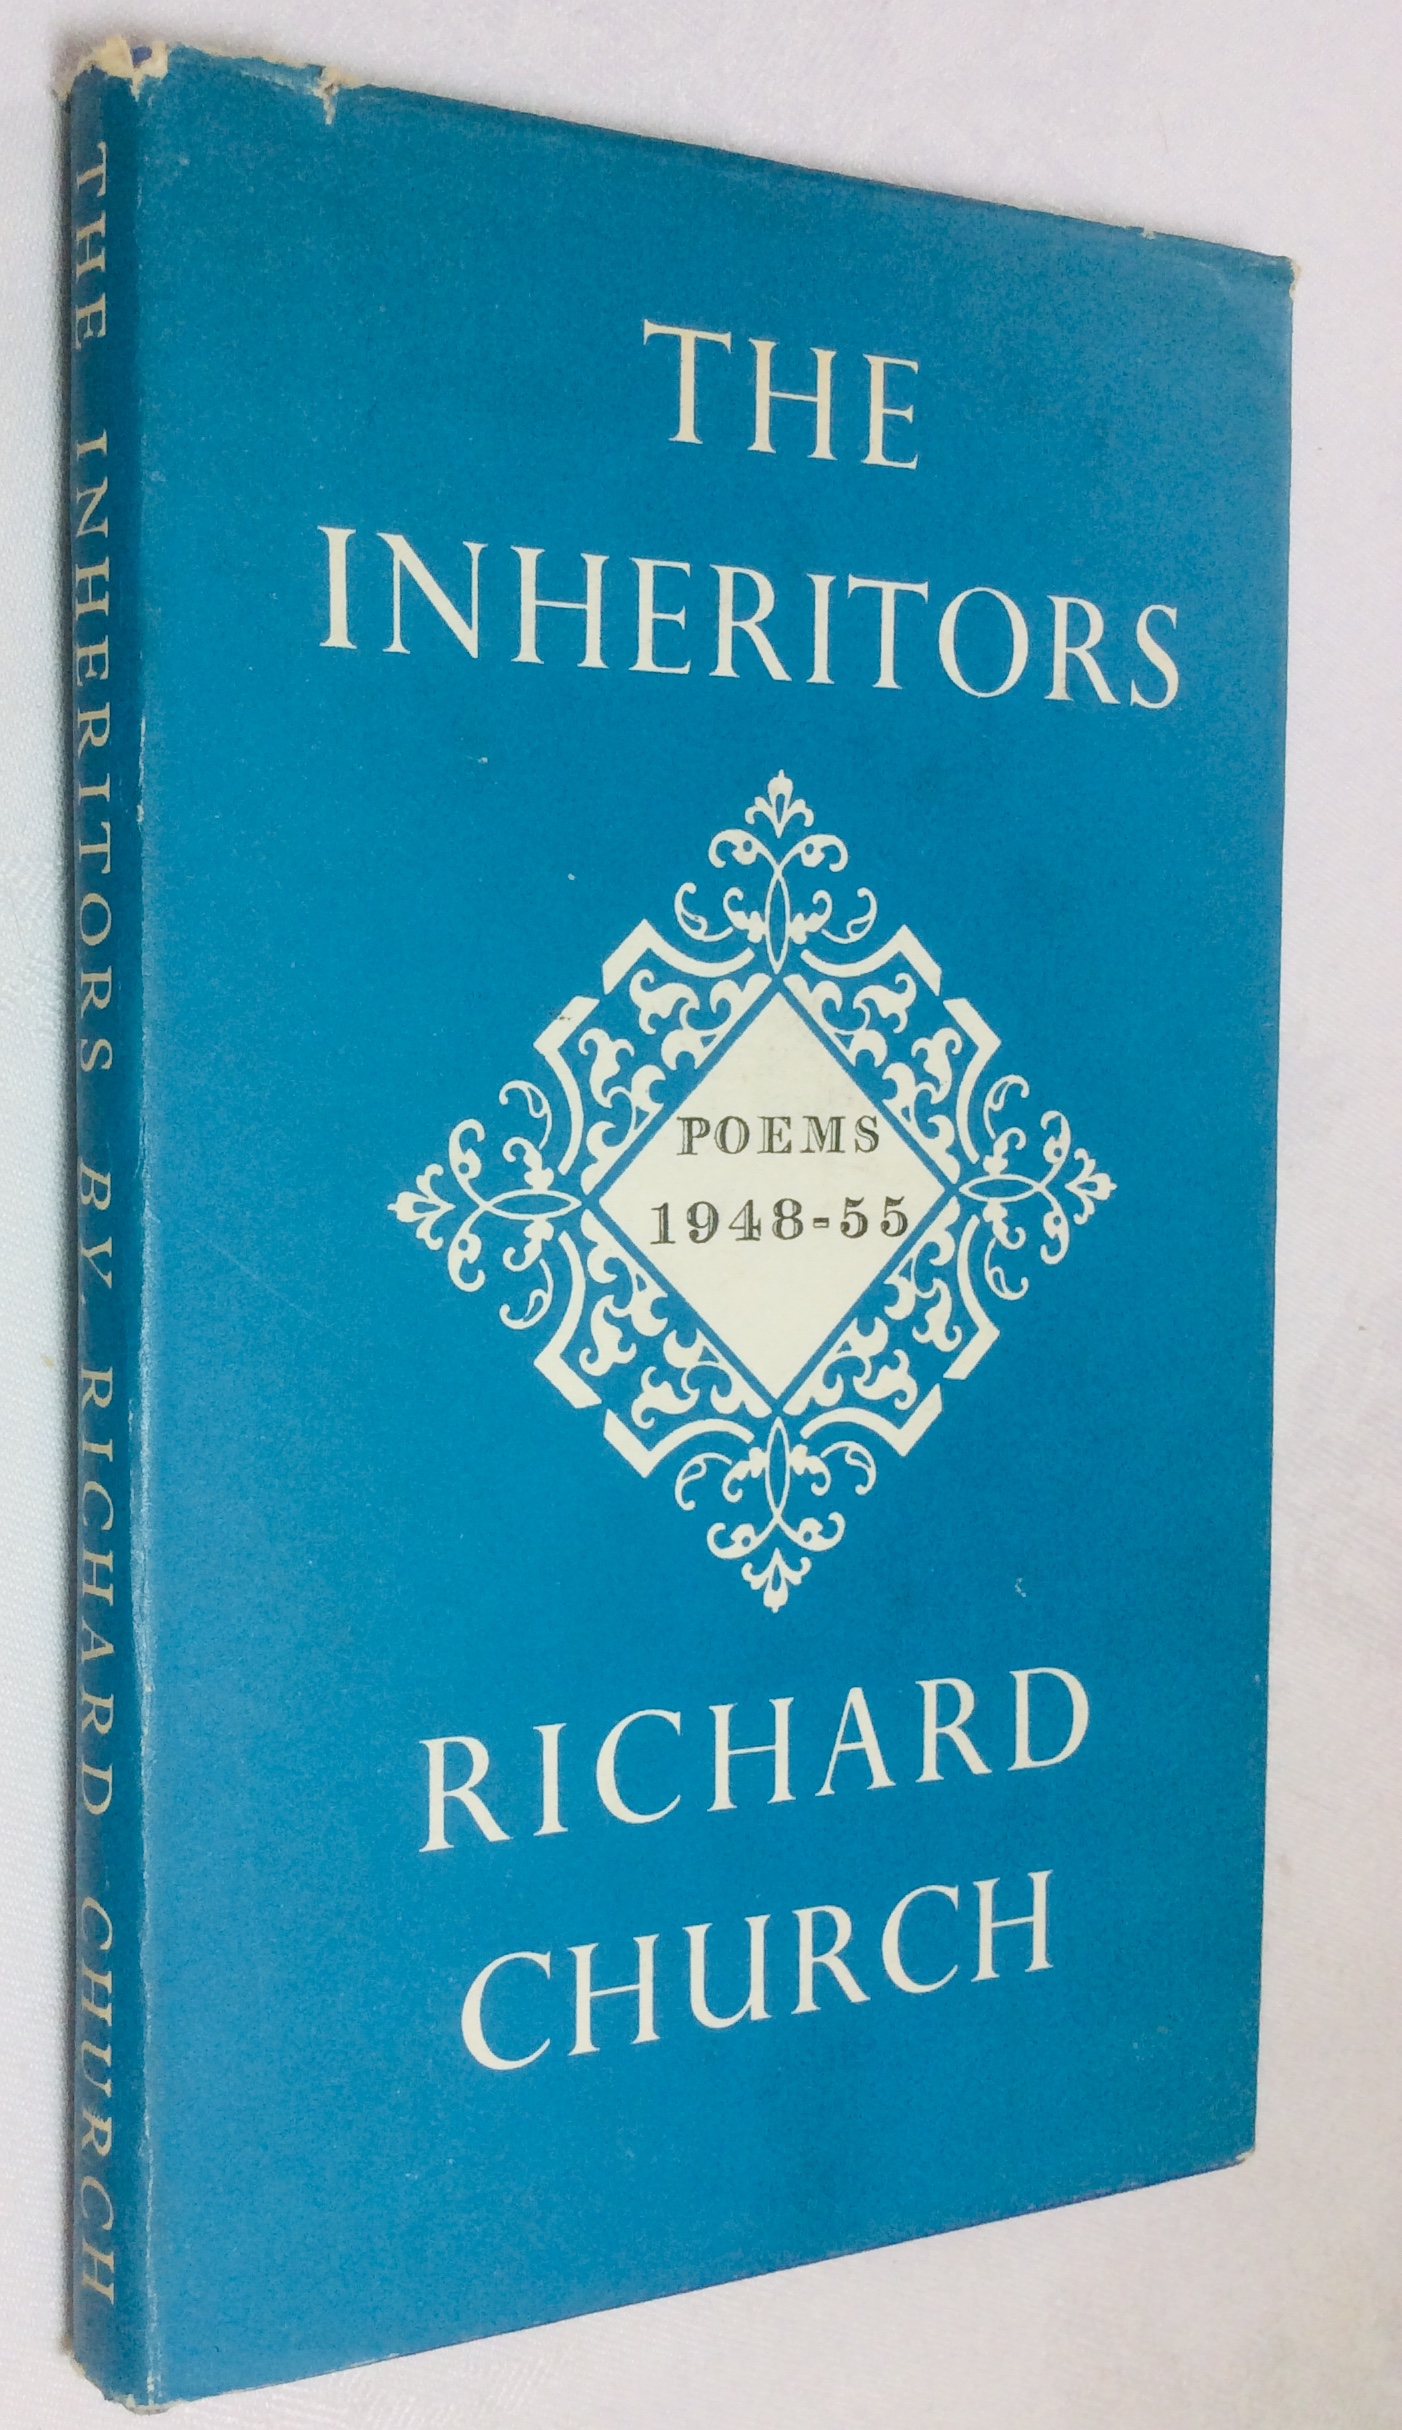 THE INHERITORS BY RICHARD CHURCH
THE
INHERITORS
POEMS
1948-55
RICHARD
CHURCH